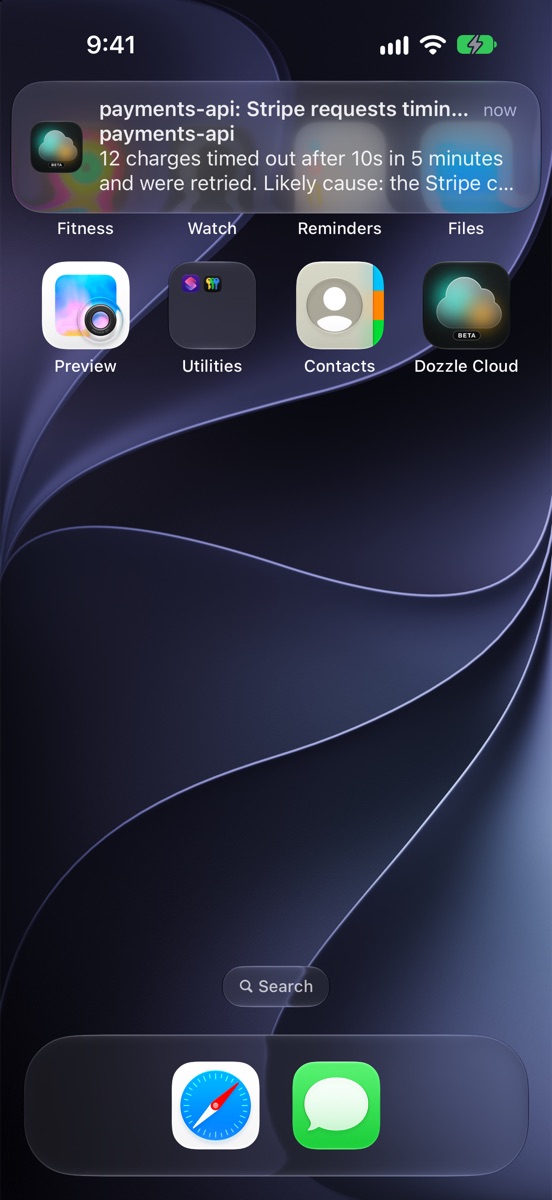 9:41
payments-api: Stripe requests timin... now
payments-api
12 charges timed out after 10s in 5 minutes
and were retried. Likely cause: the Stripe c...
BETA
Fitness Watch Reminders Files
BETA
Preview Utilities Contacts Dozzle Cloud
Search